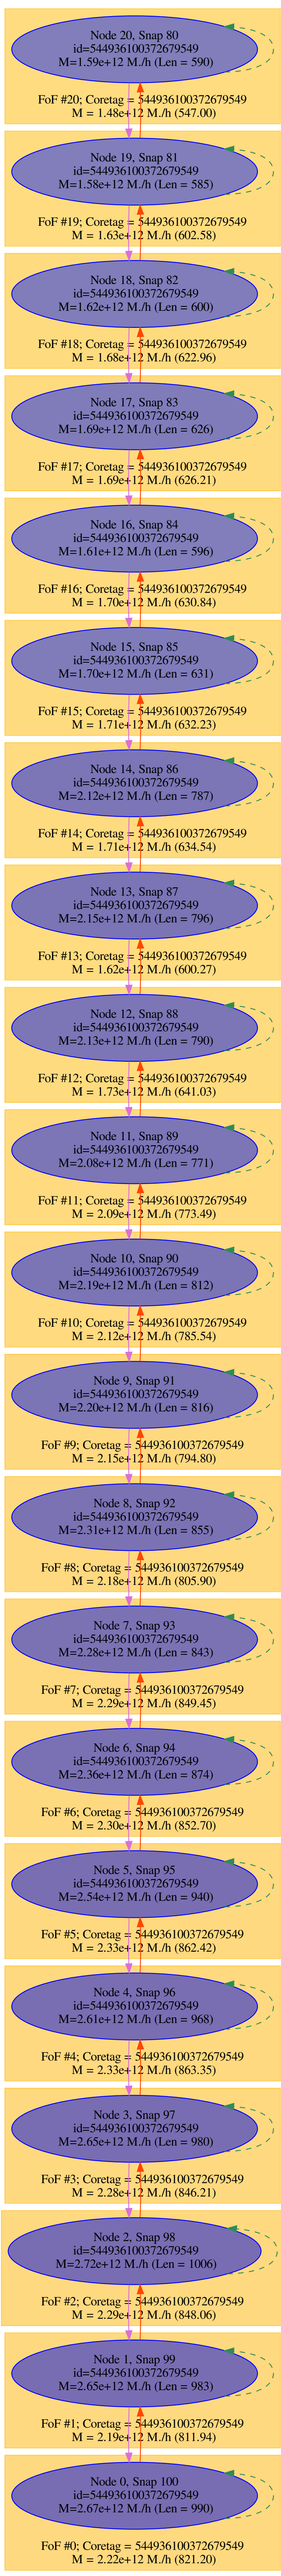 Node 20, Snap 80
id=544936100372679549
M=1.59e+12 M./h (Len = 590)
FoF #20; Coretag = 544936100372679549
M = 1.48e+12 M./h (547.00)
Node 19, Snap 81
id=544936100372679549
M=1.58e+12 M./h (Len = 585)
FoF #19; Coretag = 544936100372679549
M = 1.63e+12 M./h (602.58)
Node 18, Snap 82
id=544936100372679549
M=1.62e+12 M./h (Len = 600)
FoF #18; Coretag = 544936100372679549
M = 1.68e+12 M./h (622.96)
Node 17, Snap 83
id=544936100372679549
M=1.69e+12 M./h (Len = 626)
FoF #17; Coretag = 544936100372679549
M = 1.69e+12 M./h (626.21)
Node 16, Snap 84
id=544936100372679549
M=1.61e+12 M./h (Len = 596)
FoF #16; Coretag = 544936100372679549
M = 1.70e+12 M./h (630.84)
Node 15, Snap 85
id=544936100372679549
M=1.70e+12 M./h (Len = 631)
FoF #15; Coretag = 544936100372679549
M = 1.71e+12 M./h (632.23)
Node 14, Snap 86
id=544936100372679549
M=2.12e+12 M./h (Len = 787)
FoF #14; Coretag = 544936100372679549
M = 1.71e+12 M./h (634.54)
Node 13, Snap 87
id=544936100372679549
M=2.15e+12 M./h (Len = 796)
FoF #13; Coretag = 544936100372679549
M = 1.62e+12 M./h (600.27)
Node 12, Snap 88
id=544936100372679549
M=2.13e+12 M./h (Len = 790)
FoF #12; Coretag = 544936100372679549
M = 1.73e+12 M./h (641.03)
Node 11, Snap 89
id=544936100372679549
M=2.08e+12 M./h (Len = 771)
FoF #11; Coretag = 544936100372679549
M = 2.09e+12 M./h (773.49)
Node 10, Snap 90
id=544936100372679549
M=2.19e+12 M./h (Len = 812)
FoF #10; Coretag = 544936100372679549
M = 2.12e+12 M./h (785.54)
Node 9, Snap 91
id=544936100372679549
M=2.20e+12 M./h (Len = 816)
FoF #9; Coretag = 544936100372679549
M = 2.15e+12 M./h (794.80)
Node 8, Snap 92
id=544936100372679549
M=2.31e+12 M./h (Len = 855)
FoF #8; Coretag = 544936100372679549
M = 2.18e+12 M./h (805.90)
Node 7, Snap 93
id=544936100372679549
M=2.28e+12 M./h (Len = 843)
FoF #7; Coretag = 544936100372679549
M = 2.29e+12 M./h (849.45)
Node 6, Snap 94
id=544936100372679549
M=2.36e+12 M./h (Len = 874)
FoF #6; Coretag = 544936100372679549
M = 2.30e+12 M./h (852.70)
Node 5, Snap 95
id=544936100372679549
M=2.54e+12 M./h (Len = 940)
FoF #5; Coretag = 544936100372679549
M = 2.33e+12 M./h (862.42)
Node 4, Snap 96
id=544936100372679549
M=2.61e+12 M./h (Len = 968)
FoF #4; Coretag = 544936100372679549
M = 2.33e+12 M./h (863.35)
Node 3, Snap 97
id=544936100372679549
M=2.65e+12 M./h (Len = 980)
FoF #3; Coretag = 544936100372679549
M = 2.28e+12 M./h (846.21)
Node 2, Snap 98
id=544936100372679549
M=2.72e+12 M./h (Len = 1006)
FoF #2; Coretag = 544936100372679549
M = 2.29e+12 M./h (848.06)
Node 1, Snap 99
id=544936100372679549
M=2.65e+12 M./h (Len = 983)
FoF #1; Coretag = 544936100372679549
M = 2.19e+12 M./h (811.94)
Node 0, Snap 100
id=544936100372679549
M=2.67e+12 M./h (Len = 990)
FoF #0; Coretag = 544936100372679549
M = 2.22e+12 M./h (821.20)